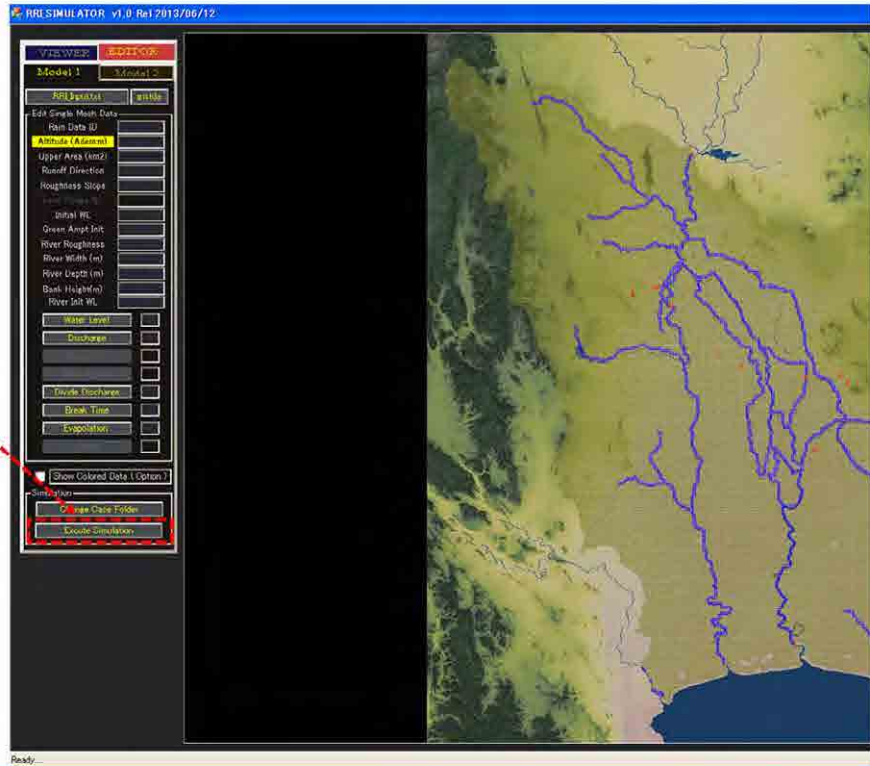 RRI SIMULATOR v1.0 Rel 2013/06/12
VIEWER EDITOR
Model 1 Model 2
RRI_Input.txt
Edit Single Mesh Data
Rain Data ID
Altitude (Adem:m)
Upper Area (km2)
Runoff Direction
Roughness Slope
Initial WL
Green Ampt Init
River Roughness
River Width (m)
River Depth (m)
Bank Height(m)
River Init WL
Water Level
Discharge
Divide Discharge
Break Time
Evapolation
Show Colored Data ( Option )
Simulation
Change Case Folder
Excute Simulation
Ready...